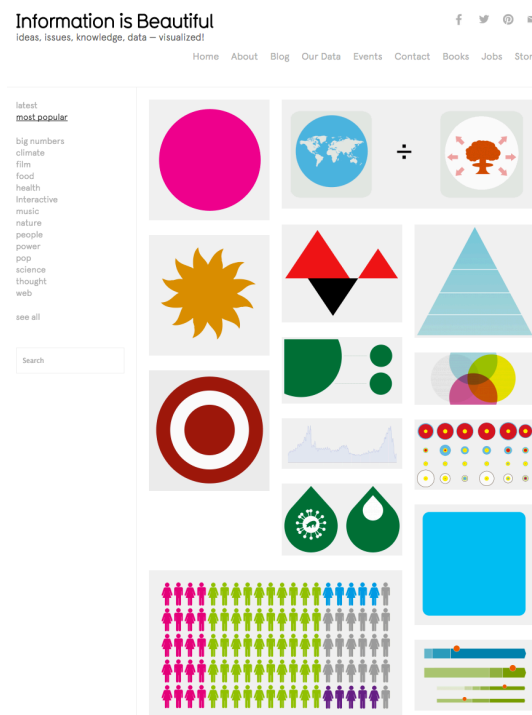 Information is Beautiful
ideas, issues, knowledge, data — visualized!
Home About Blog Our Data Events Contact Books Jobs Stor
latest
most popular
big numbers
climate
film
food
health
Interactive
music
nature
people
power
pop
science
thought
web
see all
Search
÷